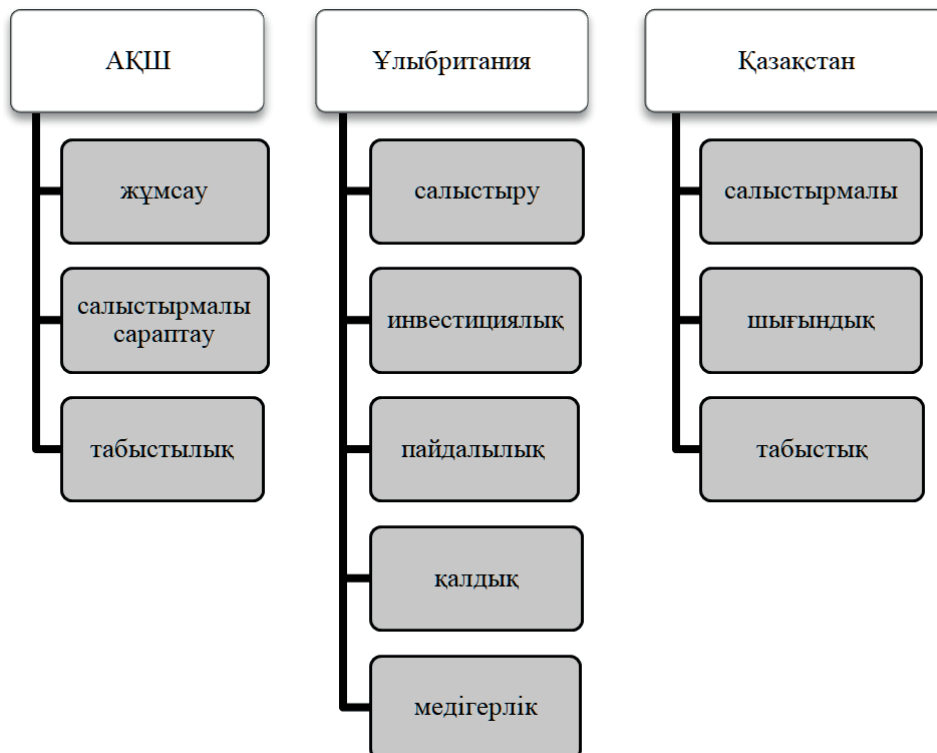 АҚШ
жұмсау
салыстырмалы
сараптау
табыстылық
Ұлыбритания
салыстыру
инвестициялық
пайдалылық
қалдық
медігерлік
Қазақстан
салыстырмалы
шығындық
табыстық